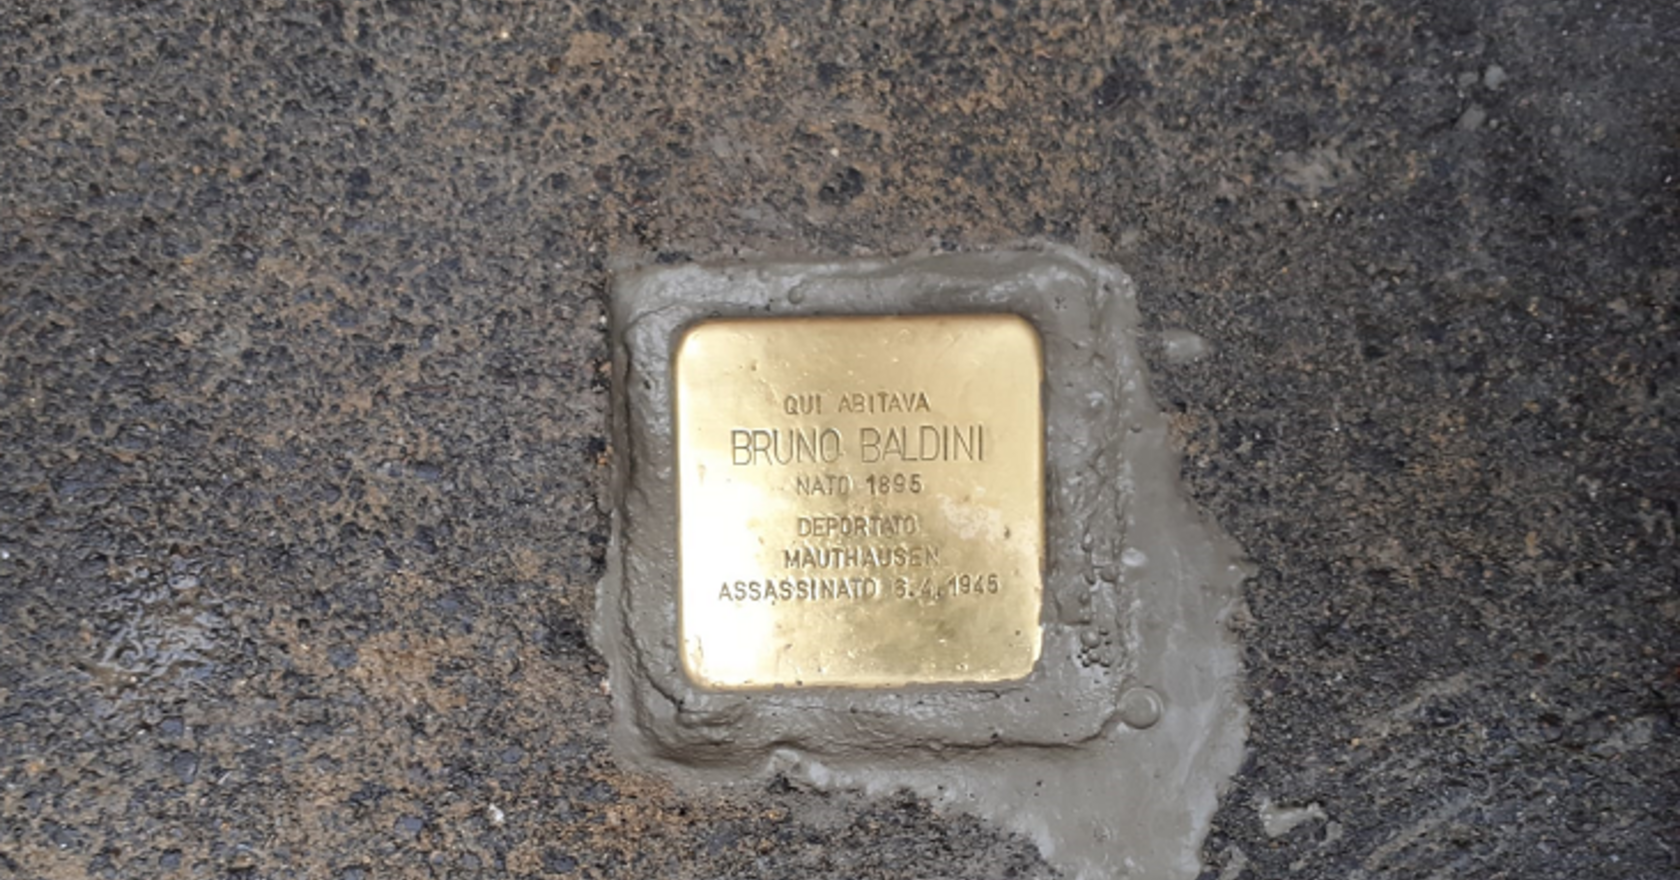 QUI ABITAVA
BRUNO BALDINI
NATO 1895
DEPORTATO
MAUTHAUSEN
ASSASSINATO 6.4.1945